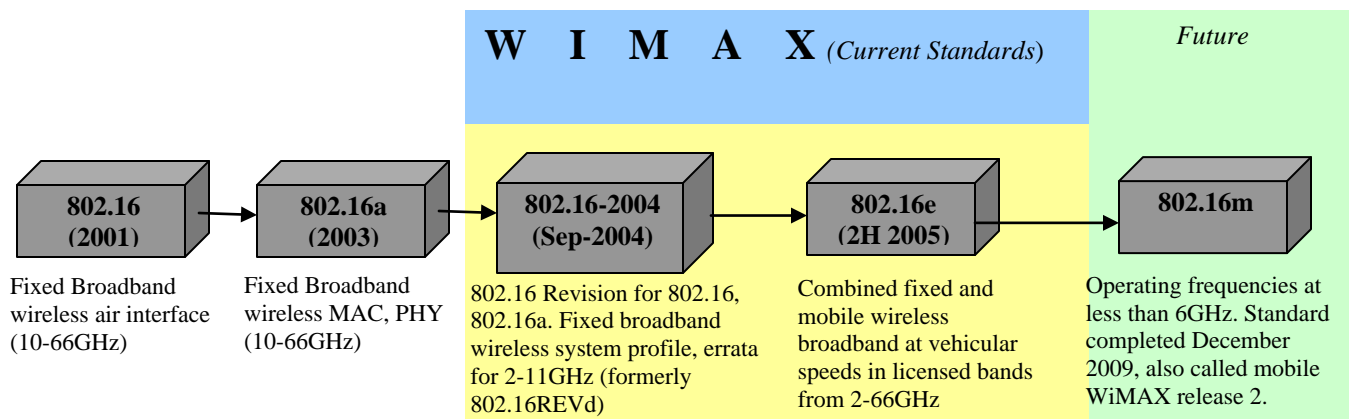 W I M A X (Current Standards)
Future
802.16
(2001)
802.16a
(2003)
802.16-2004
(Sep-2004)
802.16e
(2H 2005)
802.16m
Fixed Broadband
wireless air interface
(10-66GHz)
Fixed Broadband
wireless MAC, PHY
(10-66GHz)
802.16 Revision for 802.16,
802.16a. Fixed broadband
wireless system profile, errata
for 2-11GHz (formerly
802.16REVd)
Combined fixed and
mobile wireless
broadband at vehicular
speeds in licensed bands
from 2-66GHz
Operating frequencies at
less than 6GHz. Standard
completed December
2009, also called mobile
WiMAX release 2.